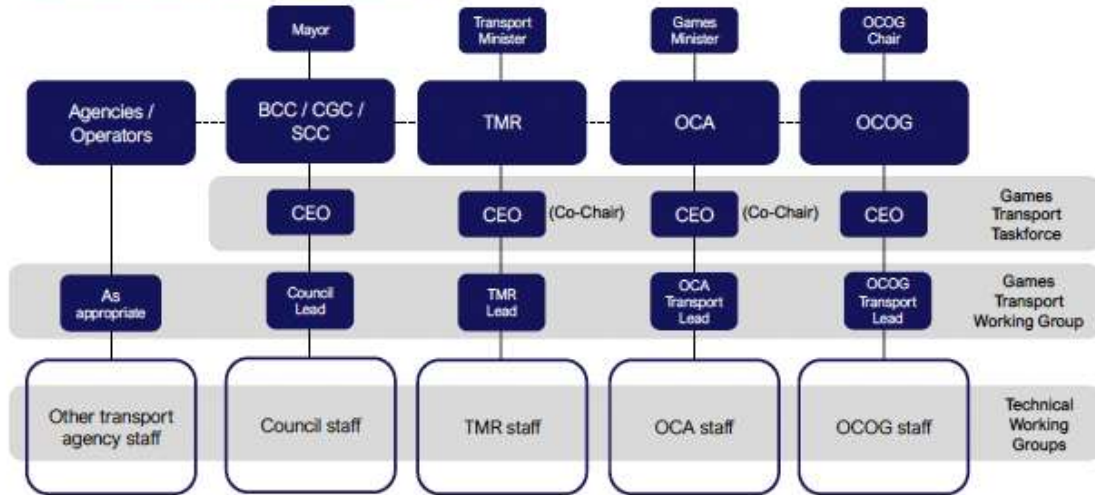 Mayor
Transport
Minister
Games
Minister
OCOG
Chair
Agencies /
Operators
BCC / CGC /
SCC
TMR
OCA
OCOG
CEO
CEO
(Co-Chair)
CEO
(Co-Chair)
CEO
Games
Transport
Taskforce
As
appropriate
Council
Lead
TMR
Lead
OCA
Transport
Lead
OCOG
Transport
Lead
Games
Transport
Working Group
Other transport
agency staff
Council staff
TMR staff
OCA staff
OCOG staff
Technical
Working
Groups